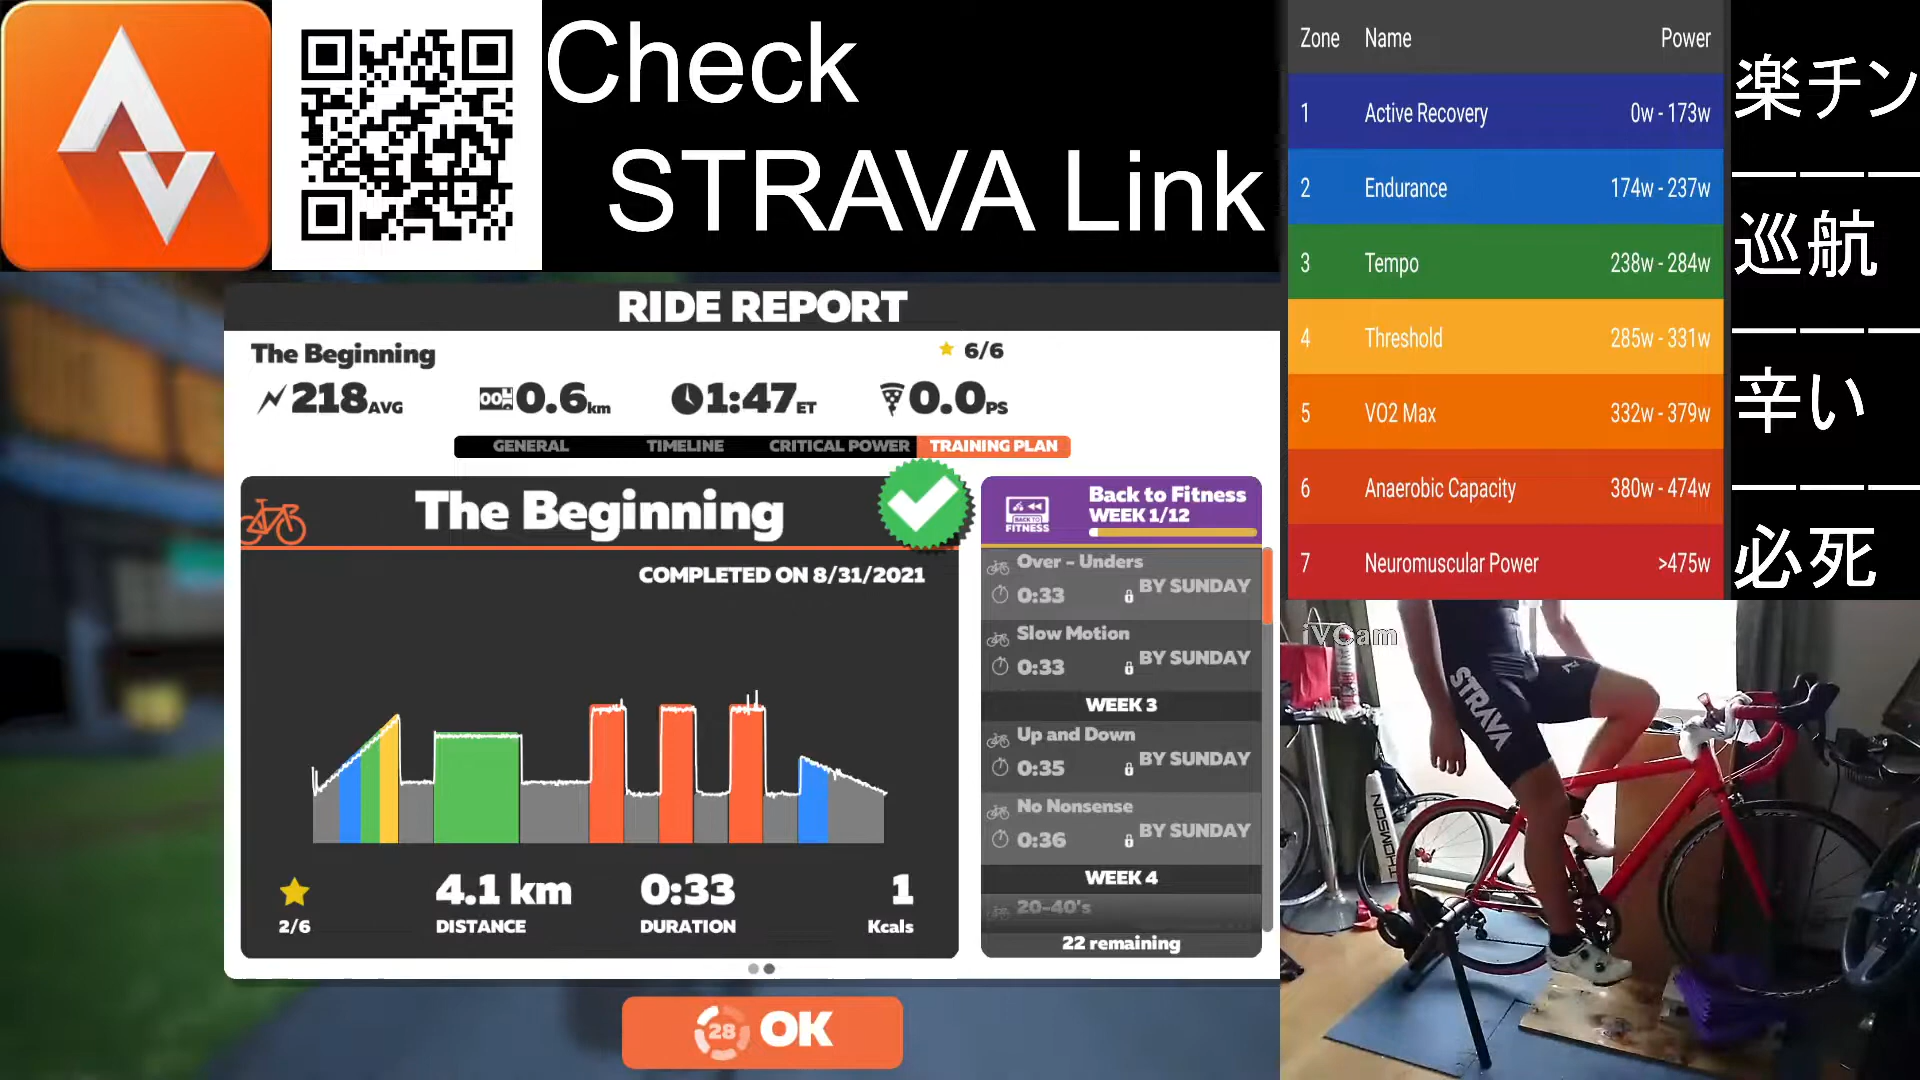 Check
STRAVA Link
RIDE REPORT
The Beginning
6/6
218AVG
0.6km
1:47ET
0.0PS
GENERAL
TIMELINE
CRITICAL POWER
TRAINING PLAN
The Beginning
COMPLETED ON 8/31/2021
2/6
4.1 km
DISTANCE
0:33
DURATION
1
Kcals
BACK TO
FITNESS
Back to Fitness
WEEK 1/12
Over - Unders
0:33
BY SUNDAY
Slow Motion
0:33
BY SUNDAY
WEEK 3
Up and Down
0:35
BY SUNDAY
No Nonsense
0:36
BY SUNDAY
WEEK 4
20-40's
22 remaining
28 OK
Zone Name Power
1 Active Recovery 0w - 173w
2 Endurance 174w - 237w
3 Tempo 238w - 284w
4 Threshold 285w - 331w
5 VO2 Max 332w - 379w
6 Anaerobic Capacity 380w - 474w
7 Neuromuscular Power >475w
楽チン
巡航
辛い
必死
iVCam
STRAVA
THOMSON